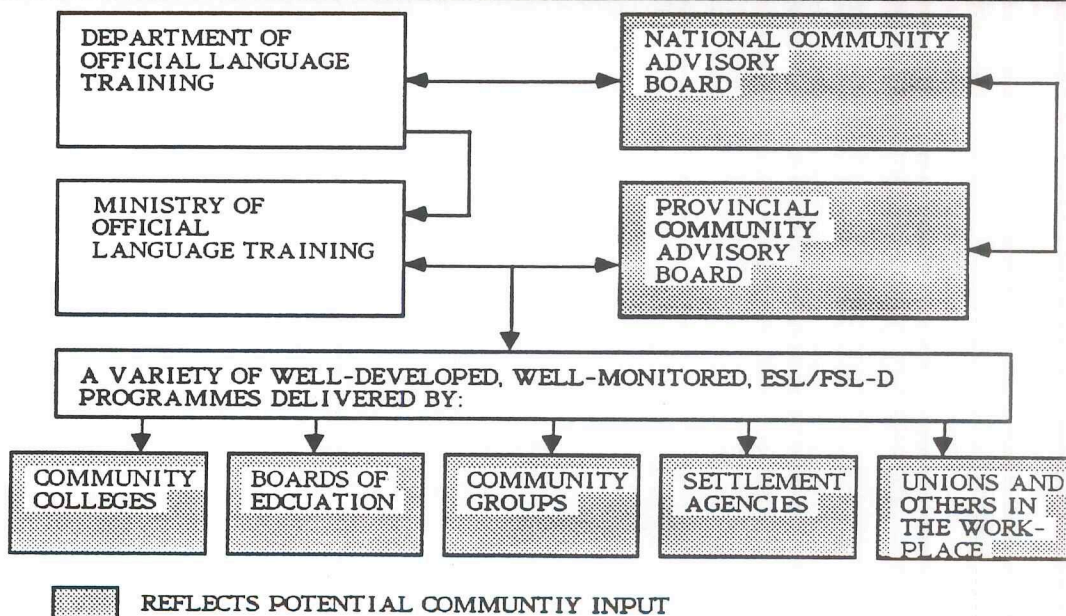 DEPARTMENT OF
OFFICIAL LANGUAGE
TRAINING
NATIONAL COMMUNITY
ADVISORY
BOARD
MINISTRY OF
OFFICIAL
LANGUAGE TRAINING
PROVINCIAL
COMMUNITY
ADVISORY
BOARD
A VARIETY OF WELL-DEVELOPED, WELL-MONITORED, ESL/FSL-D
PROGRAMMES DELIVERED BY:
COMMUNITY
COLLEGES
BOARDS OF
EDCUATION
COMMUNITY
GROUPS
SETTLEMENT
AGENCIES
UNIONS AND
OTHERS IN
THE WORK-
PLACE
REFLECTS POTENTIAL COMMUNTIY INPUT